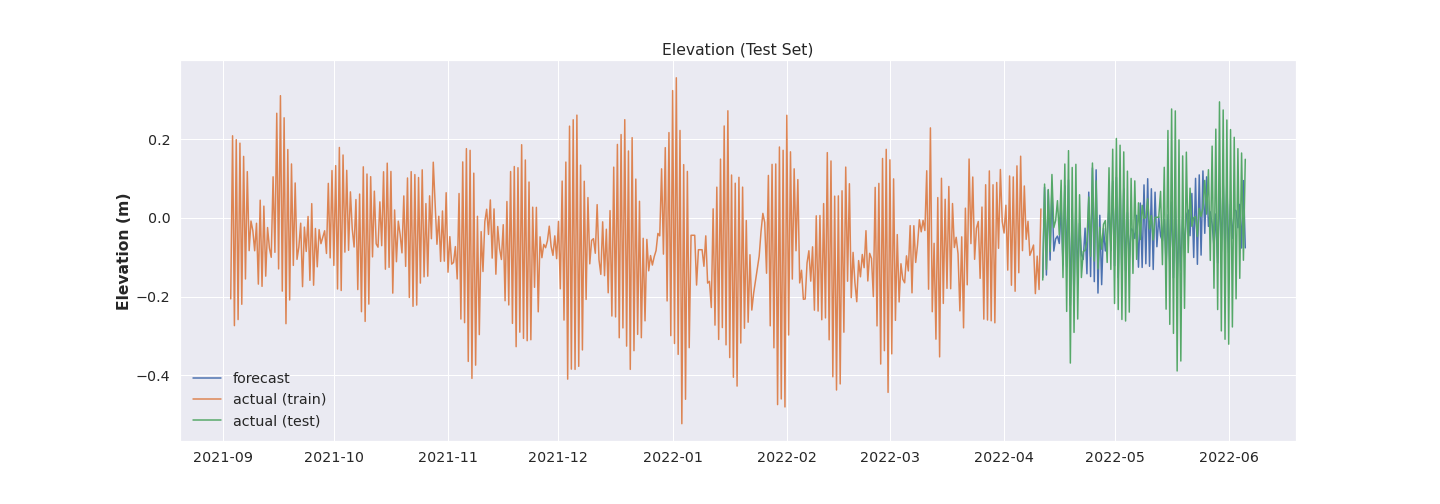 Elevation (Test Set)
Elevation (m)
0.2
0.0
−0.2
−0.4
forecast
actual (train)
actual (test)
2021-09 2021-10 2021-11 2021-12 2022-01 2022-02 2022-03 2022-04 2022-05 2022-06